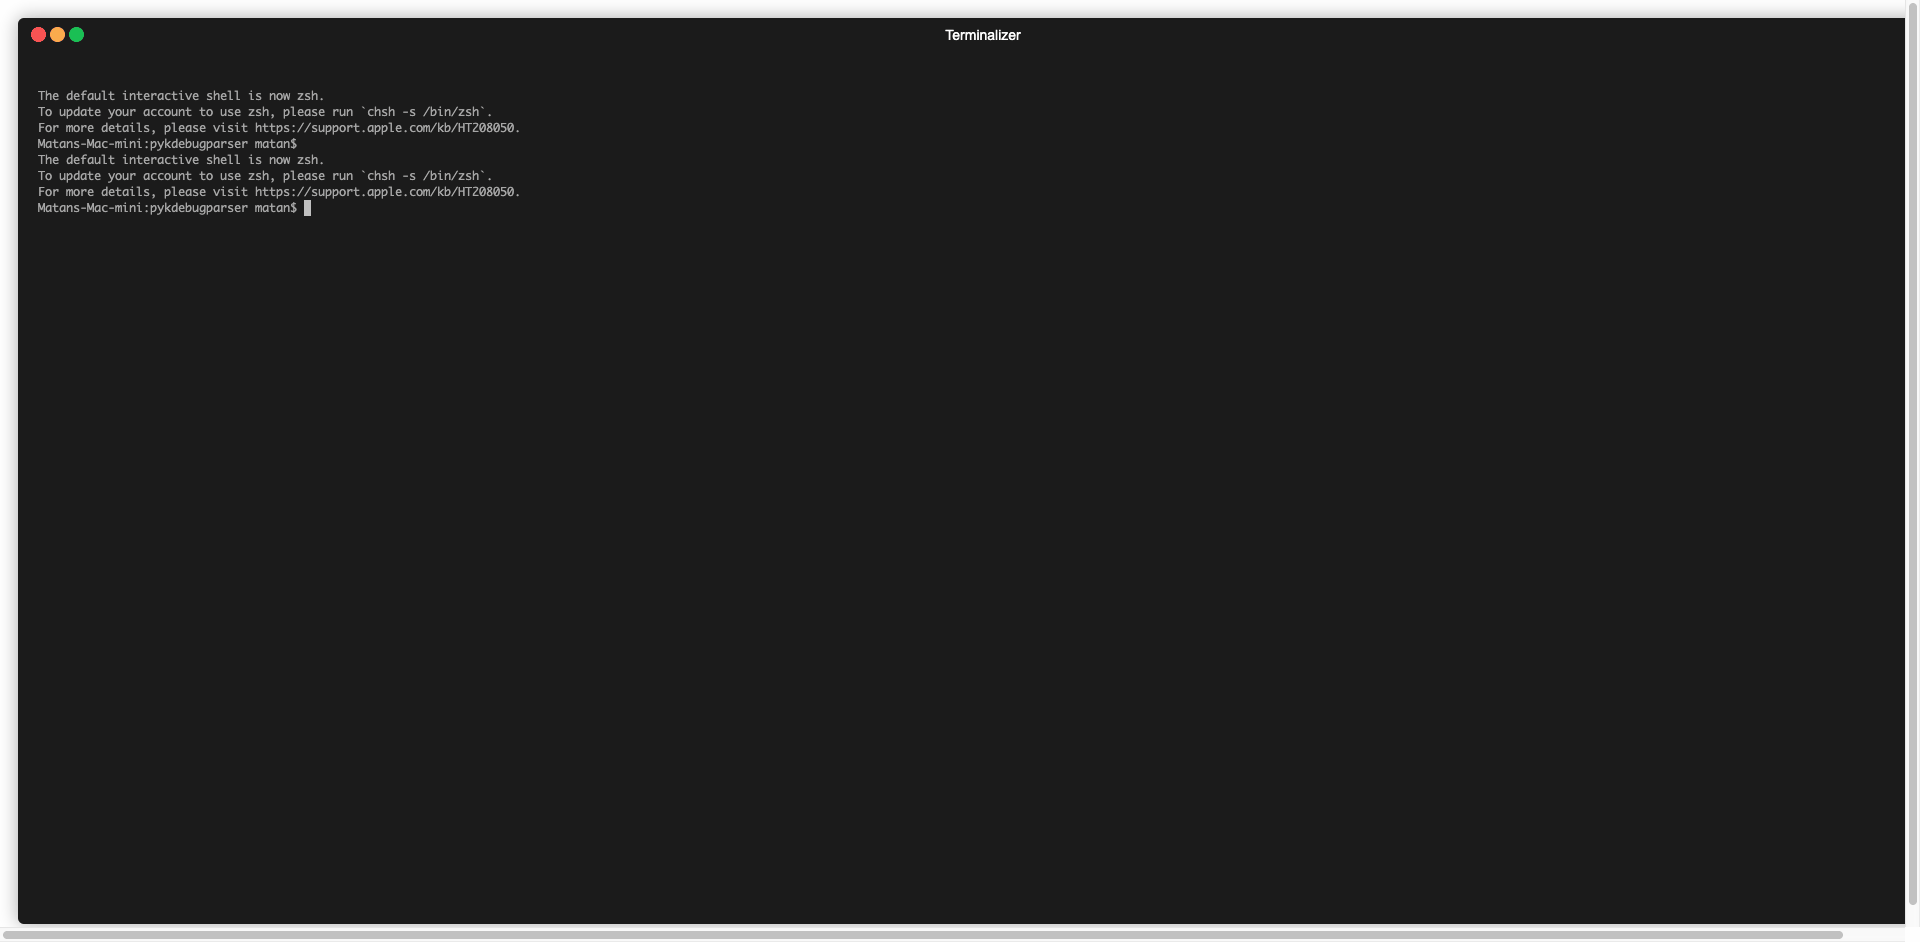 Terminalizer
The default interactive shell is now zsh.
To update your account to use zsh, please run `chsh -s /bin/zsh`.
For more details, please visit https://support.apple.com/kb/HT208050.
Matans-Mac-mini:pykdebugparser matan$
The default interactive shell is now zsh.
To update your account to use zsh, please run `chsh -s /bin/zsh`.
For more details, please visit https://support.apple.com/kb/HT208050.
Matans-Mac-mini:pykdebugparser matan$